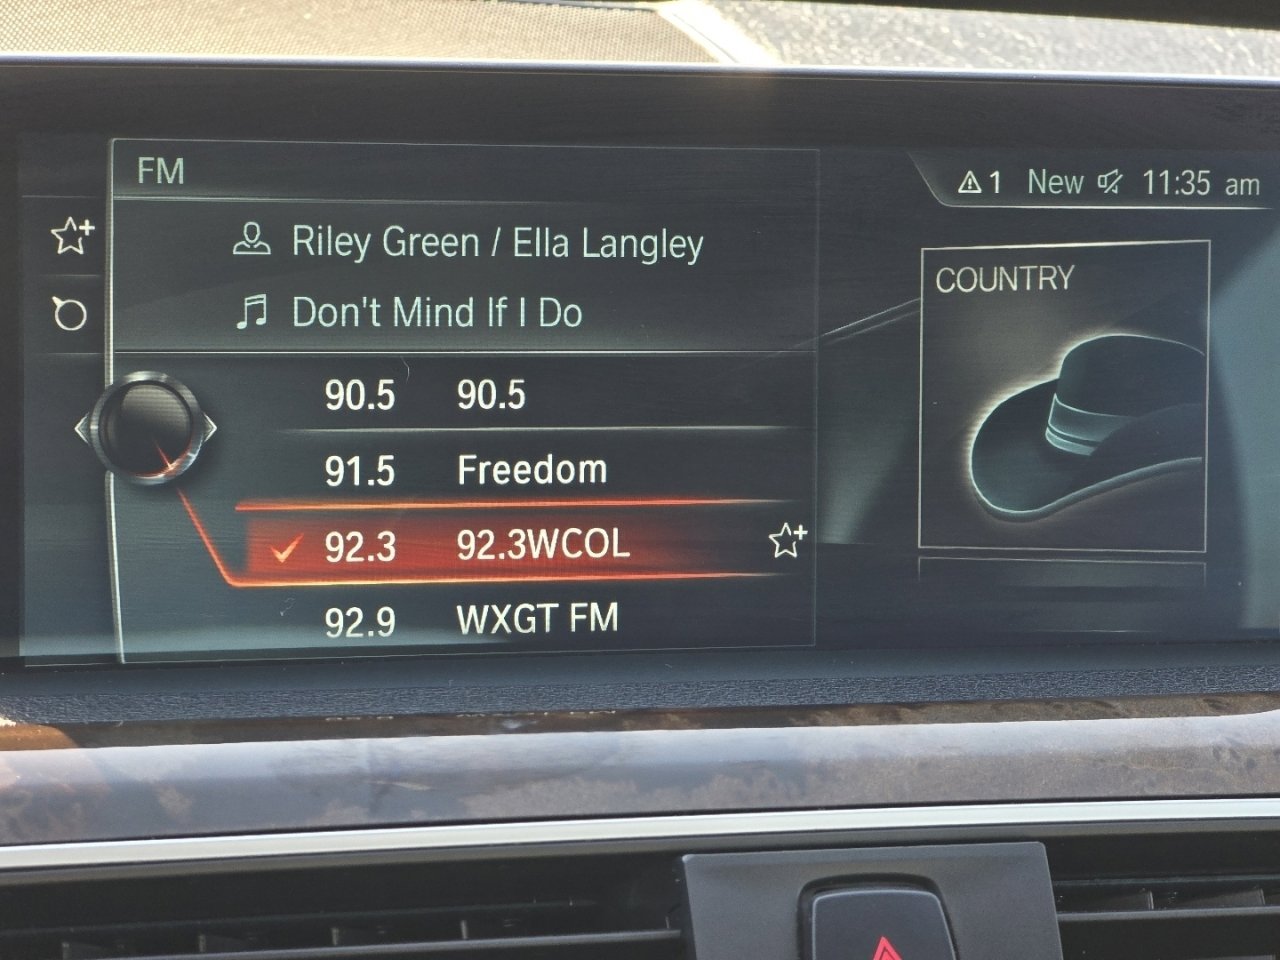 FM
1 New 11:35 am
Riley Green / Ella Langley
Don't Mind If I Do
COUNTRY
90.5 90.5
91.5 Freedom
92.3 92.3WCOL
92.9 WXGT FM